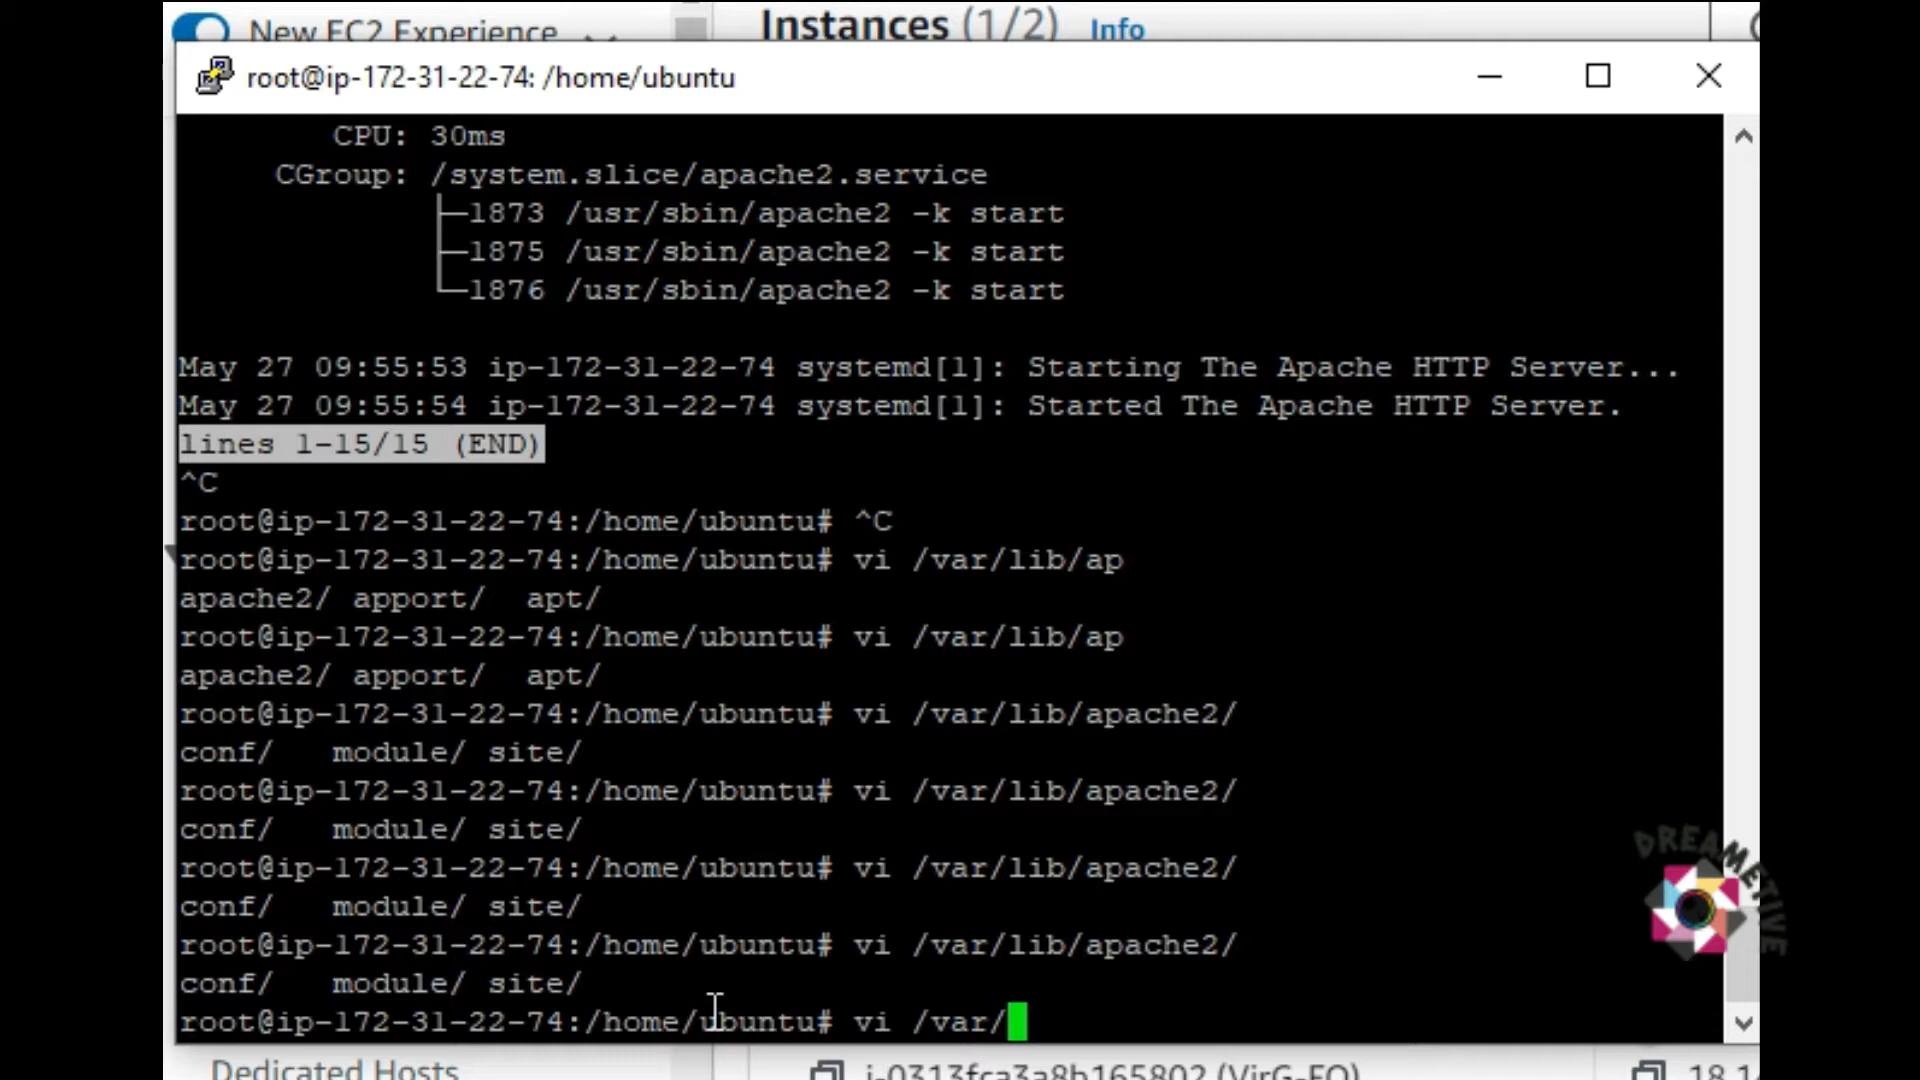 New EC2 Experience
Instances (1/2) Info
root@ip-172-31-22-74: /home/ubuntu
CPU: 30ms
CGroup: /system.slice/apache2.service
├─1873 /usr/sbin/apache2 -k start
├─1875 /usr/sbin/apache2 -k start
└─1876 /usr/sbin/apache2 -k start
May 27 09:55:53 ip-172-31-22-74 systemd[1]: Starting The Apache HTTP Server...
May 27 09:55:54 ip-172-31-22-74 systemd[1]: Started The Apache HTTP Server.
lines 1-15/15 (END)
^C
root@ip-172-31-22-74:/home/ubuntu# ^C
root@ip-172-31-22-74:/home/ubuntu# vi /var/lib/ap
apache2/ apport/  apt/
root@ip-172-31-22-74:/home/ubuntu# vi /var/lib/ap
apache2/ apport/  apt/
root@ip-172-31-22-74:/home/ubuntu# vi /var/lib/apache2/
conf/   module/ site/
root@ip-172-31-22-74:/home/ubuntu# vi /var/lib/apache2/
conf/   module/ site/
root@ip-172-31-22-74:/home/ubuntu# vi /var/lib/apache2/
conf/   module/ site/
root@ip-172-31-22-74:/home/ubuntu# vi /var/lib/apache2/
conf/   module/ site/
root@ip-172-31-22-74:/home/ubuntu# vi /var/
DREAMETIVE
Dedicated Hosts